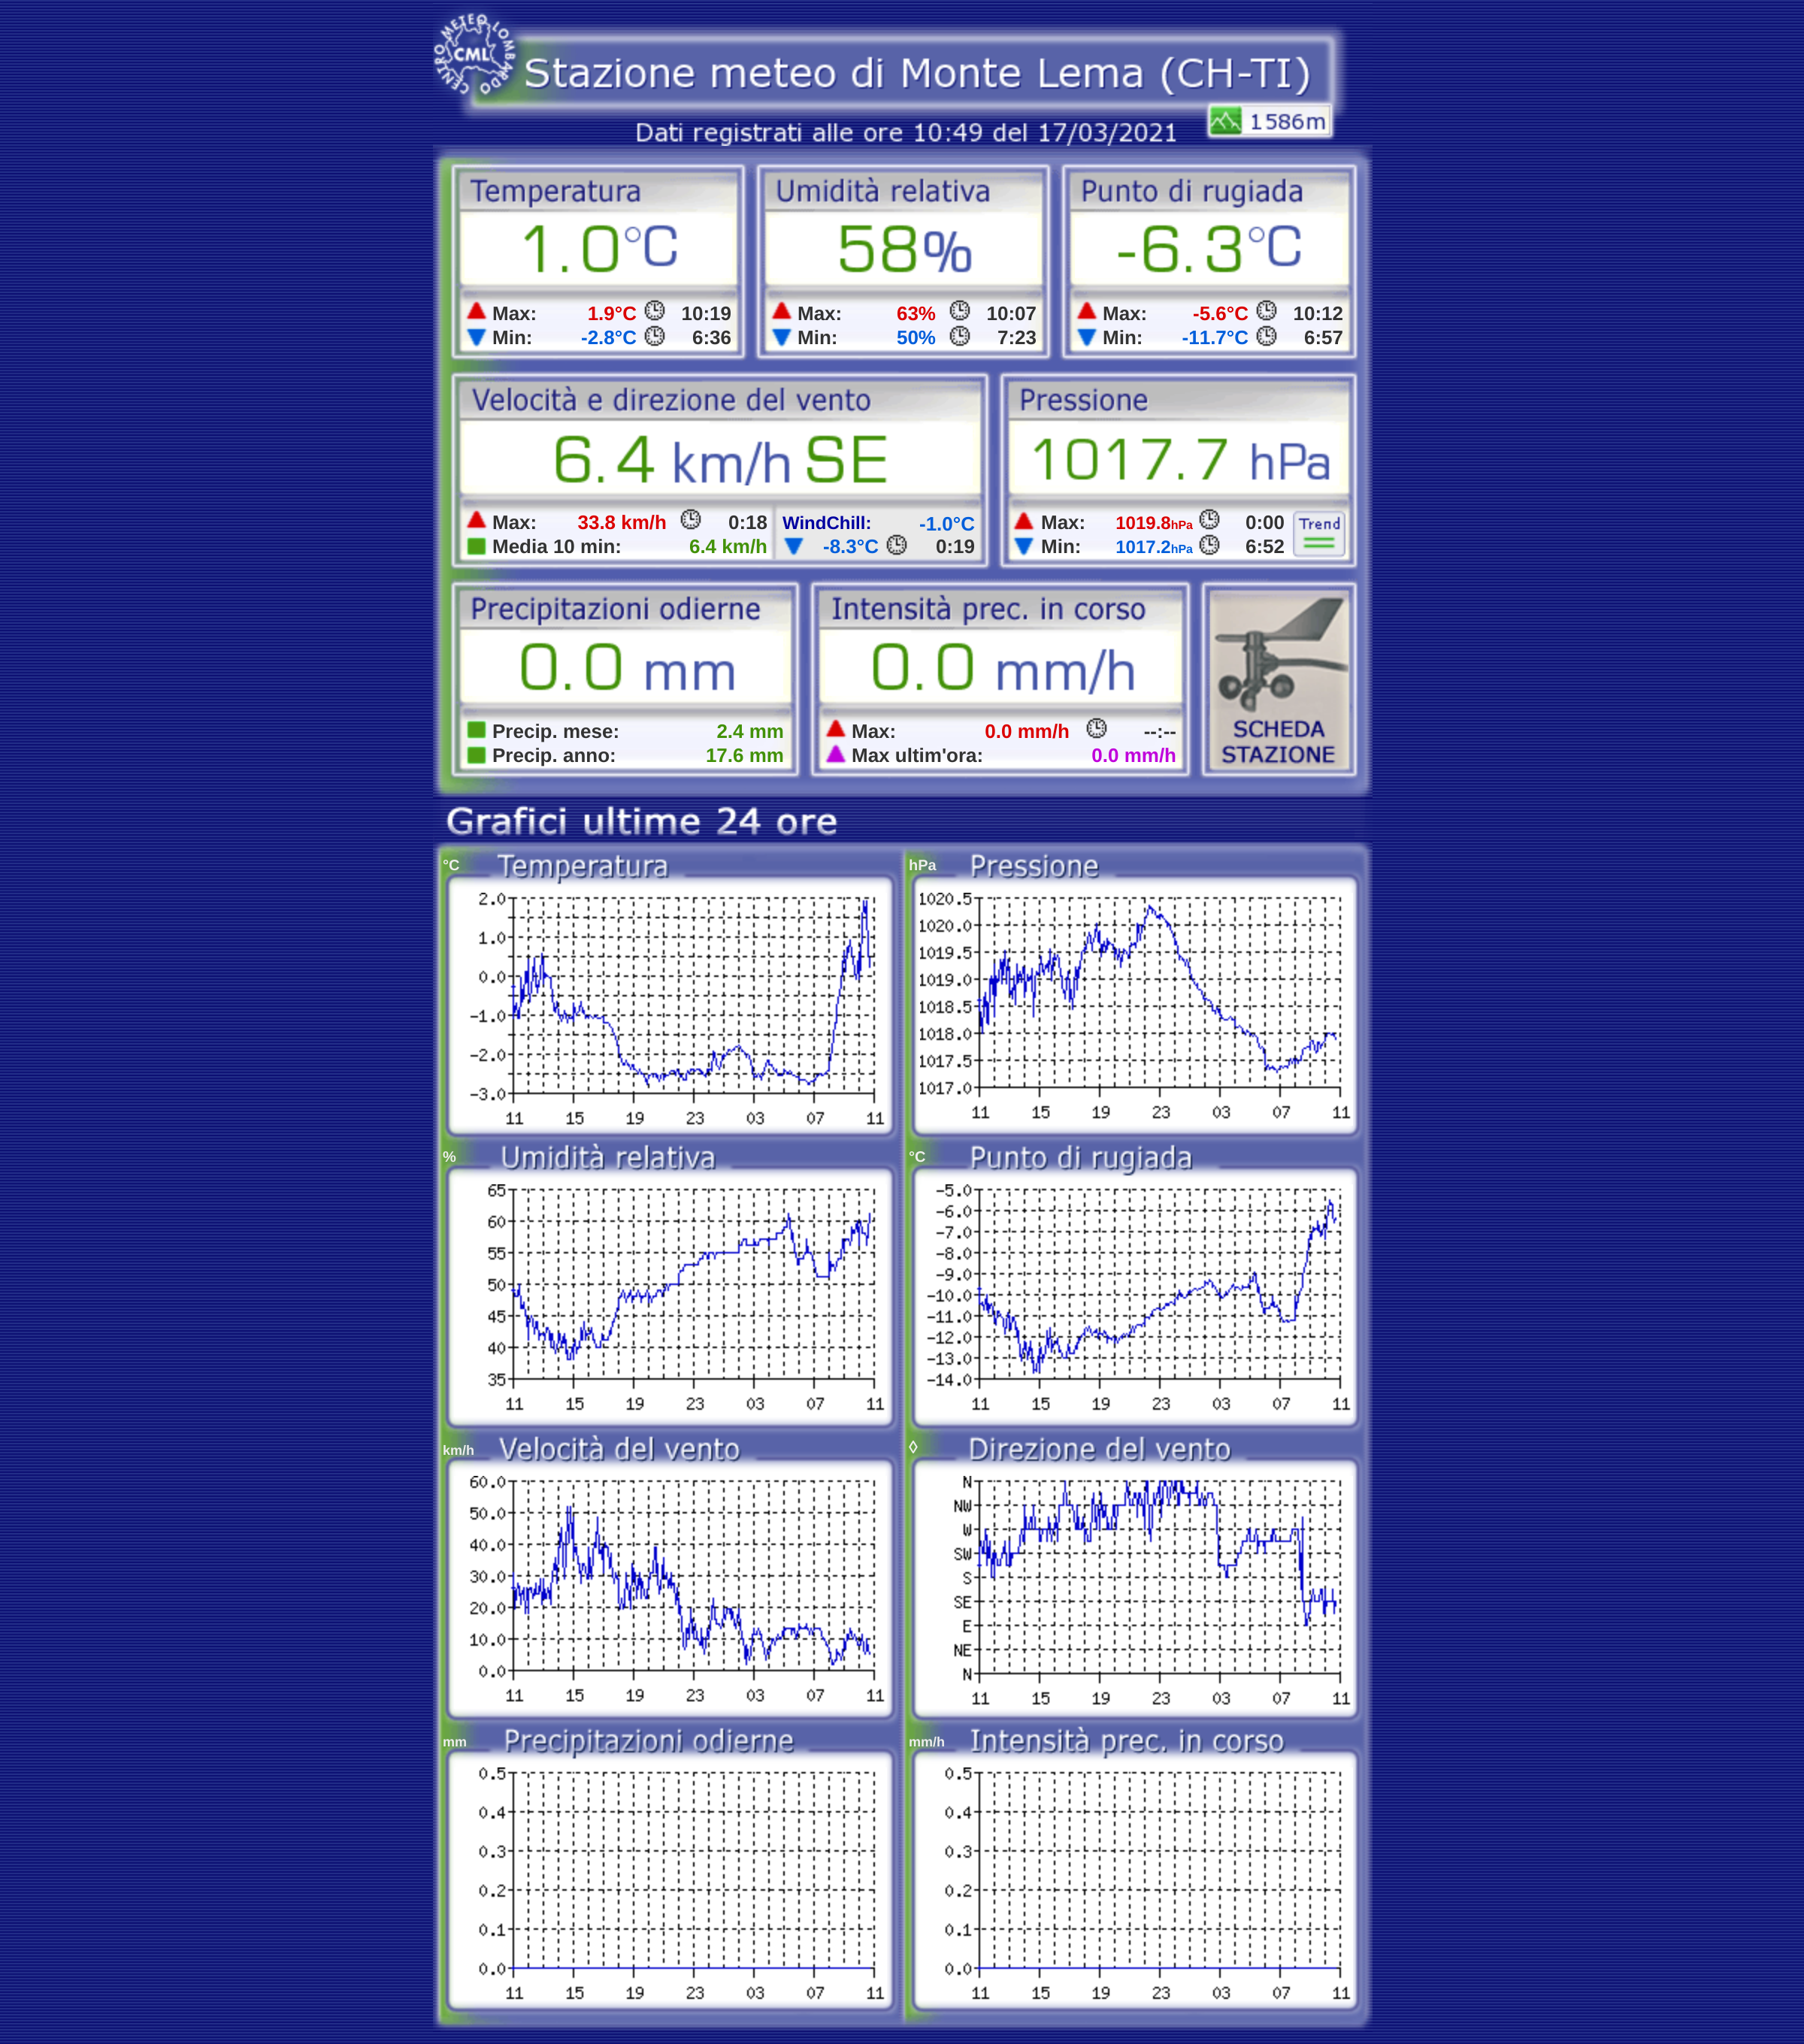 CENTRO METEO LOMBARDO
CML
Stazione meteo di Monte Lema (CH-TI)
1586m
Dati registrati alle ore 10:49 del 17/03/2021
Temperatura
1.0°C
Max: 1.9°C 10:19
Min: -2.8°C 6:36
Umidità relativa
58%
Max: 63% 10:07
Min: 50% 7:23
Punto di rugiada
-6.3°C
Max: -5.6°C 10:12
Min: -11.7°C 6:57
Velocità e direzione del vento
6.4 km/h SE
Max: 33.8 km/h 0:18
Media 10 min: 6.4 km/h
WindChill: -1.0°C
-8.3°C 0:19
Pressione
1017.7 hPa
Max: 1019.8hPa 0:00
Min: 1017.2hPa 6:52
Trend
Precipitazioni odierne
0.0 mm
Precip. mese: 2.4 mm
Precip. anno: 17.6 mm
Intensità prec. in corso
0.0 mm/h
Max: 0.0 mm/h --:--
Max ultim'ora: 0.0 mm/h
SCHEDA
STAZIONE
Grafici ultime 24 ore
°C Temperatura
2.0
1.0
0.0
-1.0
-2.0
-3.0
11 15 19 23 03 07 11
hPa Pressione
1020.5
1020.0
1019.5
1019.0
1018.5
1018.0
1017.5
1017.0
11 15 19 23 03 07 11
% Umidità relativa
65
60
55
50
45
40
35
11 15 19 23 03 07 11
°C Punto di rugiada
-5.0
-6.0
-7.0
-8.0
-9.0
-10.0
-11.0
-12.0
-13.0
-14.0
11 15 19 23 03 07 11
km/h Velocità del vento
60.0
50.0
40.0
30.0
20.0
10.0
0.0
11 15 19 23 03 07 11
◊ Direzione del vento
N
NW
W
SW
S
SE
E
NE
N
11 15 19 23 03 07 11
mm Precipitazioni odierne
0.5
0.4
0.3
0.2
0.1
0.0
11 15 19 23 03 07 11
mm/h Intensità prec. in corso
0.5
0.4
0.3
0.2
0.1
0.0
11 15 19 23 03 07 11